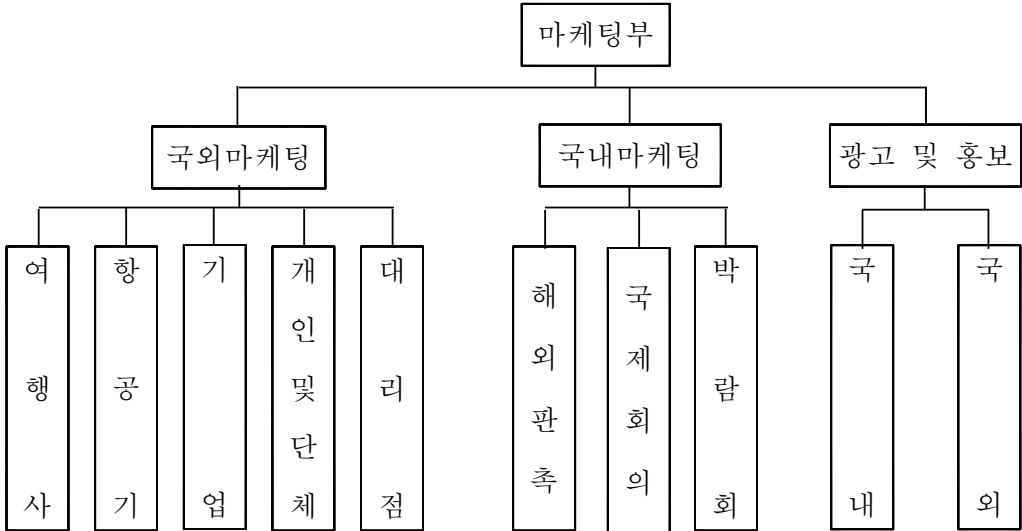 마케팅부
국외마케팅
국내마케팅
광고 및 홍보
여행사
항공기
기업
개인및단체
대리점
해외판촉
국제회의
박람회
국내
국외